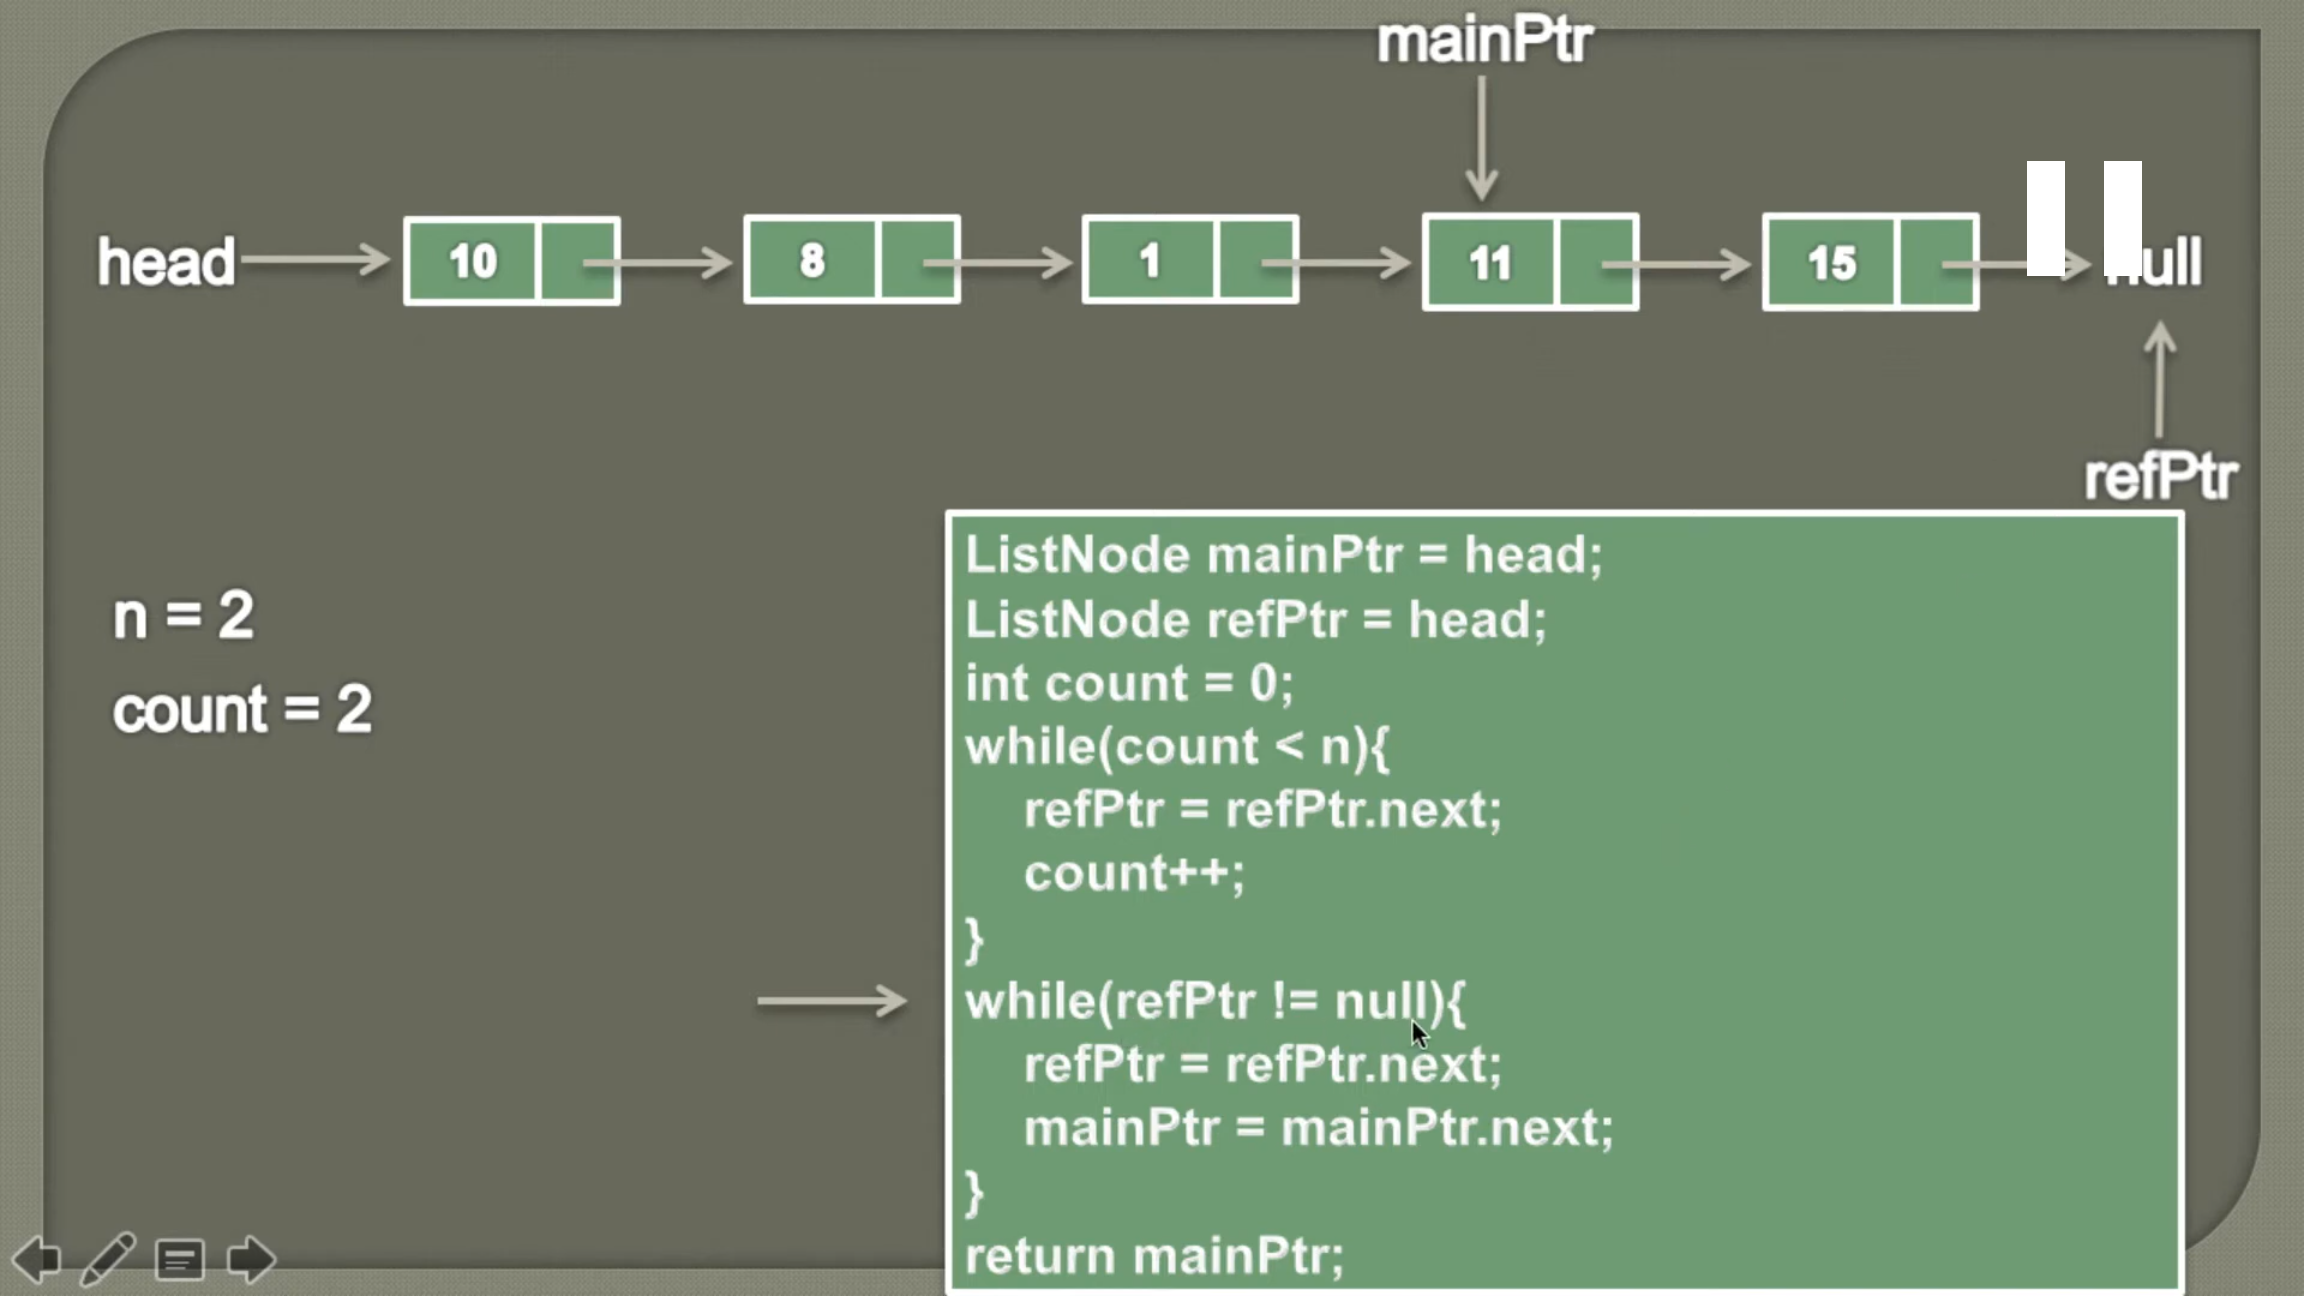 mainPtr
head 10 8 1 11 15 null
refPtr
n = 2
count = 2
ListNode mainPtr = head;
ListNode refPtr = head;
int count = 0;
while(count < n){
refPtr = refPtr.next;
count++;
}
while(refPtr != null){
refPtr = refPtr.next;
mainPtr = mainPtr.next;
}
return mainPtr;